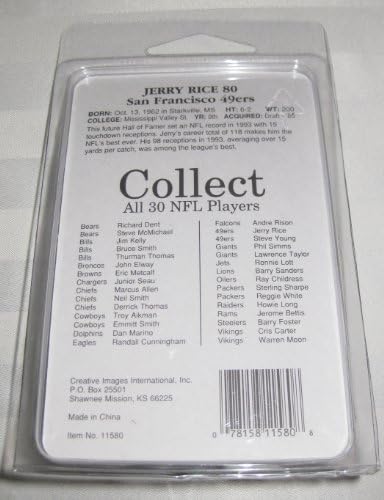 JERRY RICE 80
San Francisco 49ers
BORN: Oct. 13, 1962 in Starkville, MS HT: 6-2 WT: 200
COLLEGE: Mississippi Valley St. YR: 9th ACQUIRED: Draft - 85
This future Hall of Famer set an NFL record in 1993 with 15
touchdown receptions. Jerry's career total of 118 makes him the
NFL's best ever. His 98 receptions in 1993, averaging over 15
yards per catch, was among the league's best.
Collect
All 30 NFL Players
Bears Richard Dent
Bears Steve McMichael
Bills Jim Kelly
Bills Bruce Smith
Bills Thurman Thomas
Broncos John Elway
Browns Eric Metcalf
Chargers Junior Seau
Chiefs Marcus Allen
Chiefs Neil Smith
Chiefs Derrick Thomas
Cowboys Troy Aikman
Cowboys Emmitt Smith
Dolphins Dan Marino
Eagles Randall Cunningham
Falcons Andre Rison
49ers Jerry Rice
49ers Steve Young
Giants Phil Simms
Giants Lawrence Taylor
Jets Ronnie Lott
Lions Barry Sanders
Oilers Ray Childress
Packers Sterling Sharpe
Packers Reggie White
Raiders Howie Long
Rams Jerome Bettis
Steelers Barry Foster
Vikings Cris Carter
Vikings Warren Moon
Creative Images International, Inc.
P.O. Box 25501
Shawnee Mission, KS 66225
Made in China
Item No. 11580
0 78158 11580 8